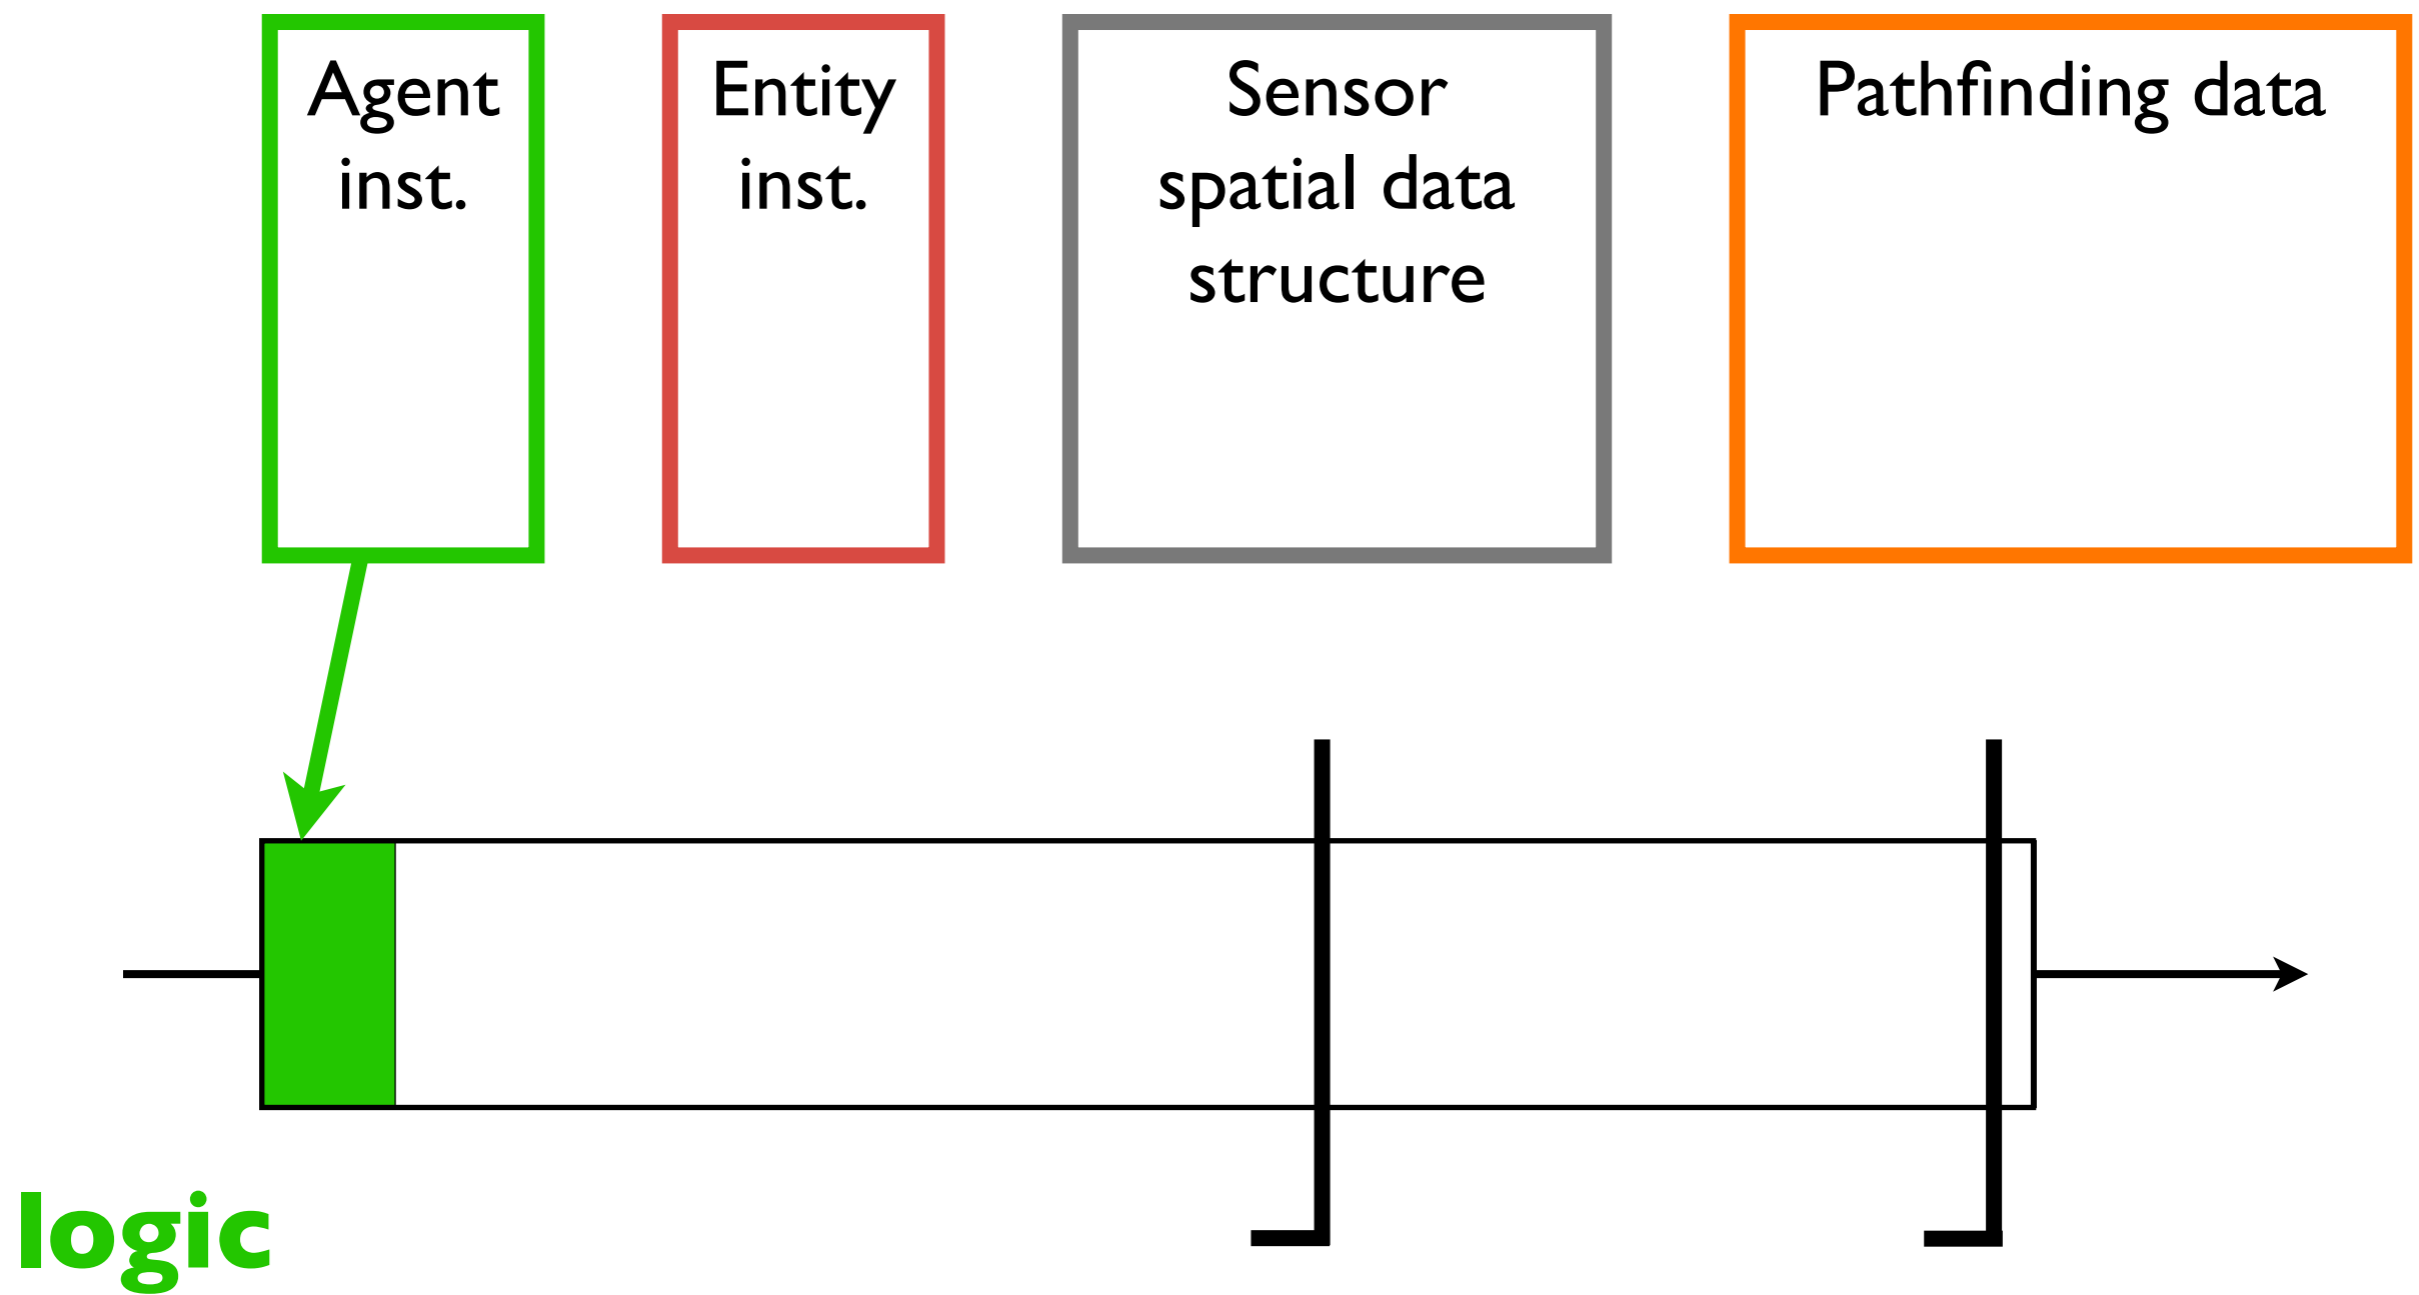 Agent
inst.
Entity
inst.
Sensor
spatial data
structure
Pathfinding data
logic